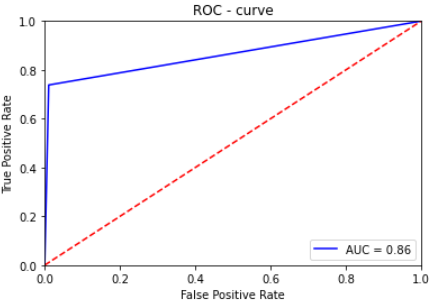 ROC - curve
1.0
0.8
0.6
0.4
0.2
0.0
True Positive Rate
AUC = 0.86
0.0 0.2 0.4 0.6 0.8 1.0
False Positive Rate